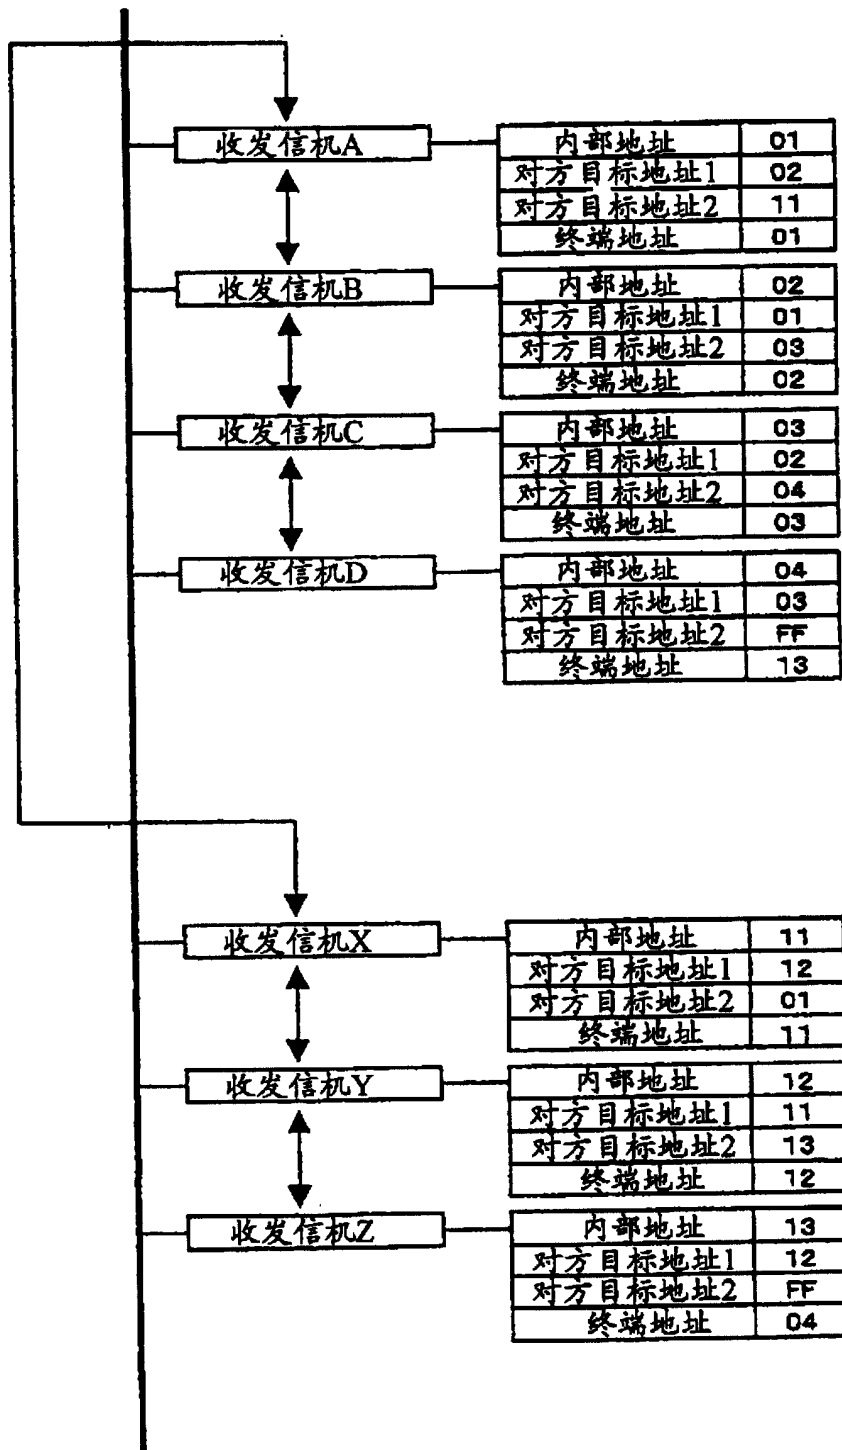 收发信机A
内部地址 01
对方目标地址1 02
对方目标地址2 11
终端地址 01
收发信机B
内部地址 02
对方目标地址1 01
对方目标地址2 03
终端地址 02
收发信机C
内部地址 03
对方目标地址1 02
对方目标地址2 04
终端地址 03
收发信机D
内部地址 04
对方目标地址1 03
对方目标地址2 FF
终端地址 13
收发信机X
内部地址 11
对方目标地址1 12
对方目标地址2 01
终端地址 11
收发信机Y
内部地址 12
对方目标地址1 11
对方目标地址2 13
终端地址 12
收发信机Z
内部地址 13
对方目标地址1 12
对方目标地址2 FF
终端地址 04